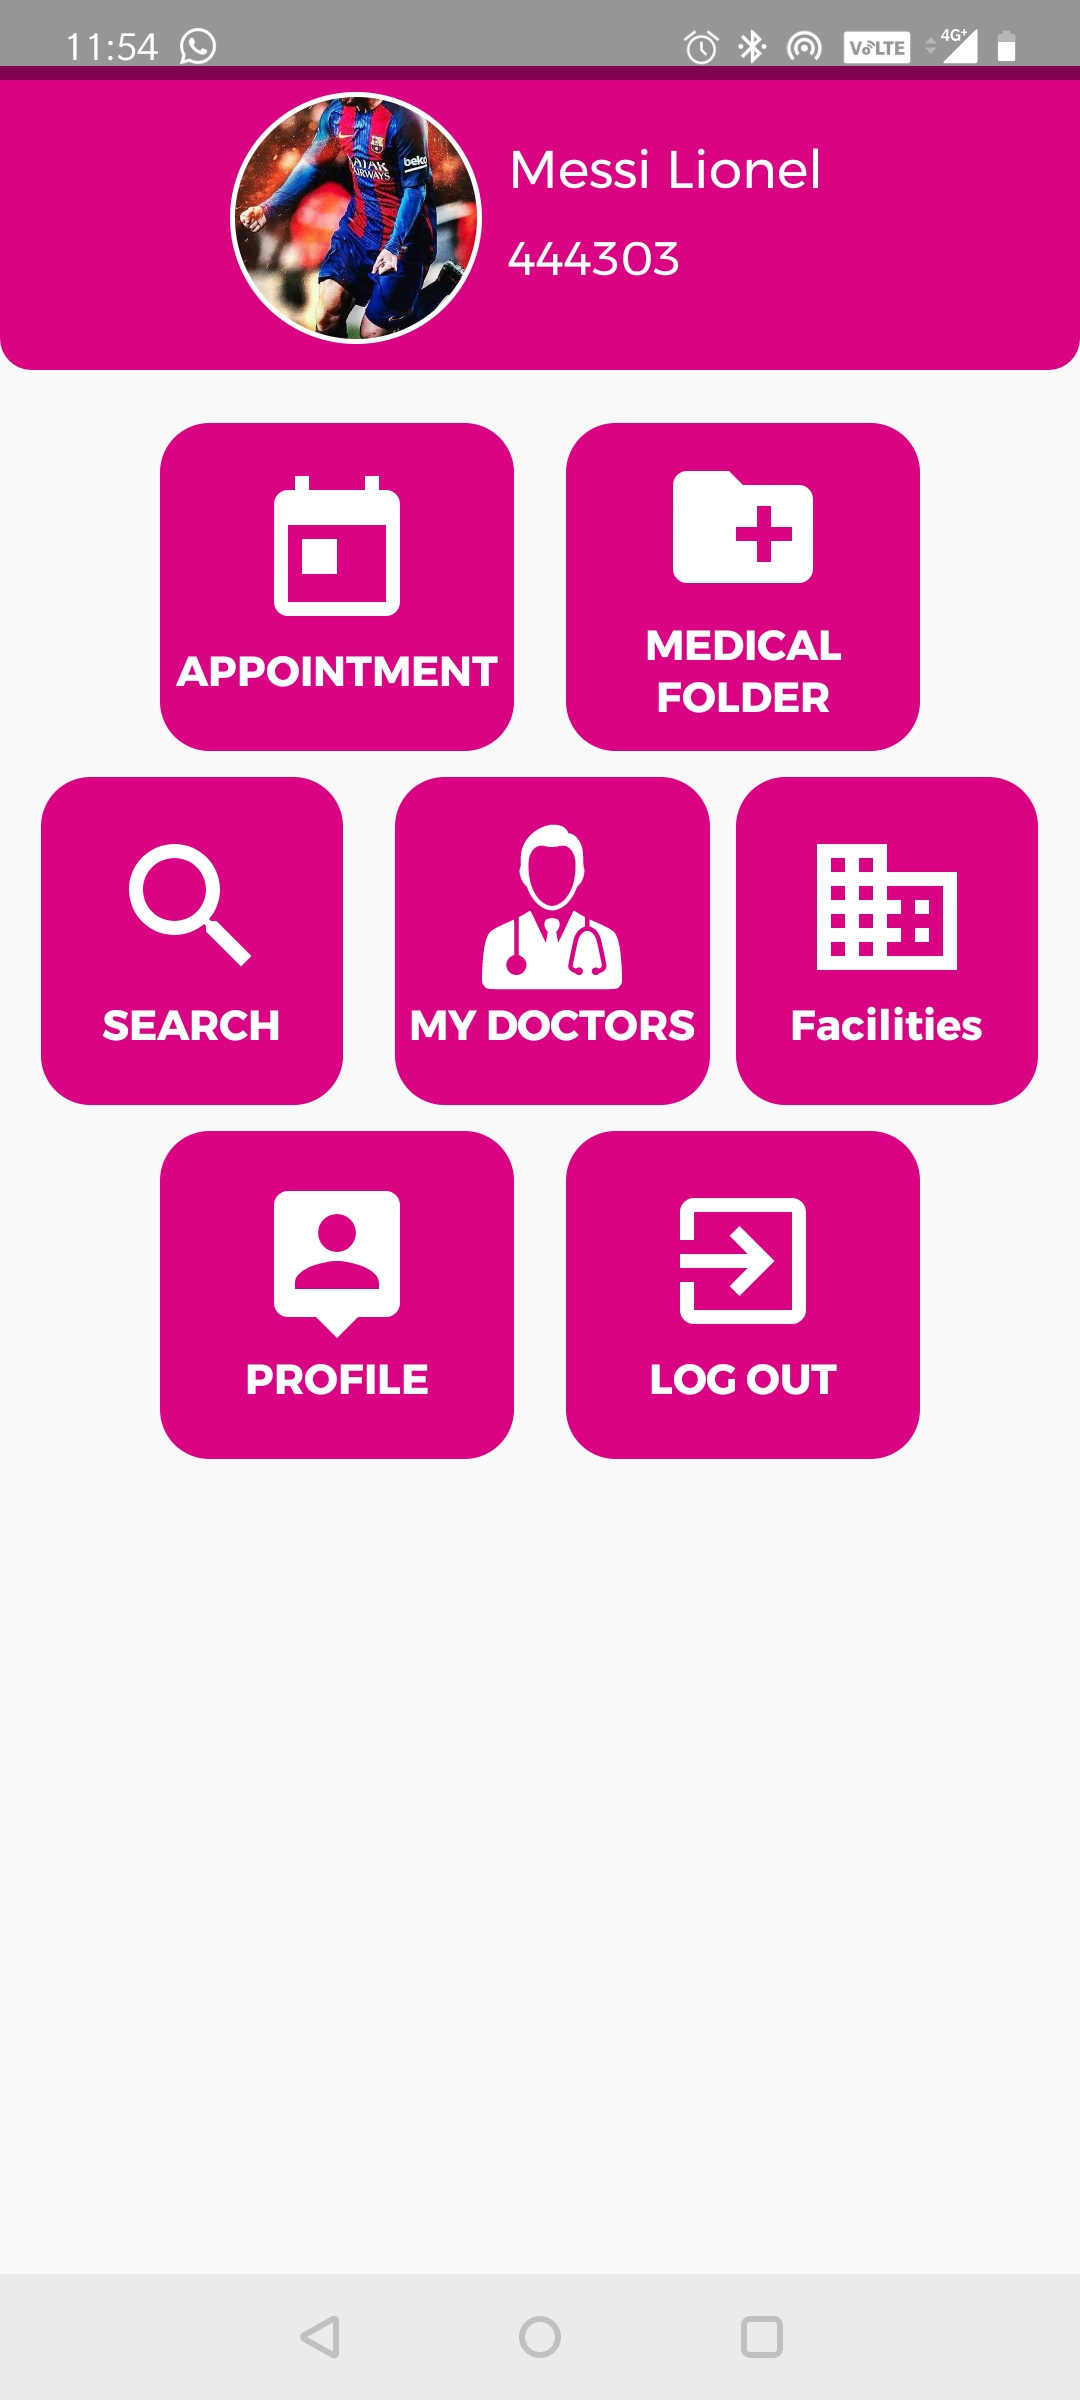 11:54
VoLTE 4G+
beko
QATAR
AIRWAYS
Messi Lionel
444303
APPOINTMENT
MEDICAL
FOLDER
SEARCH
MY DOCTORS
Facilities
PROFILE
LOG OUT